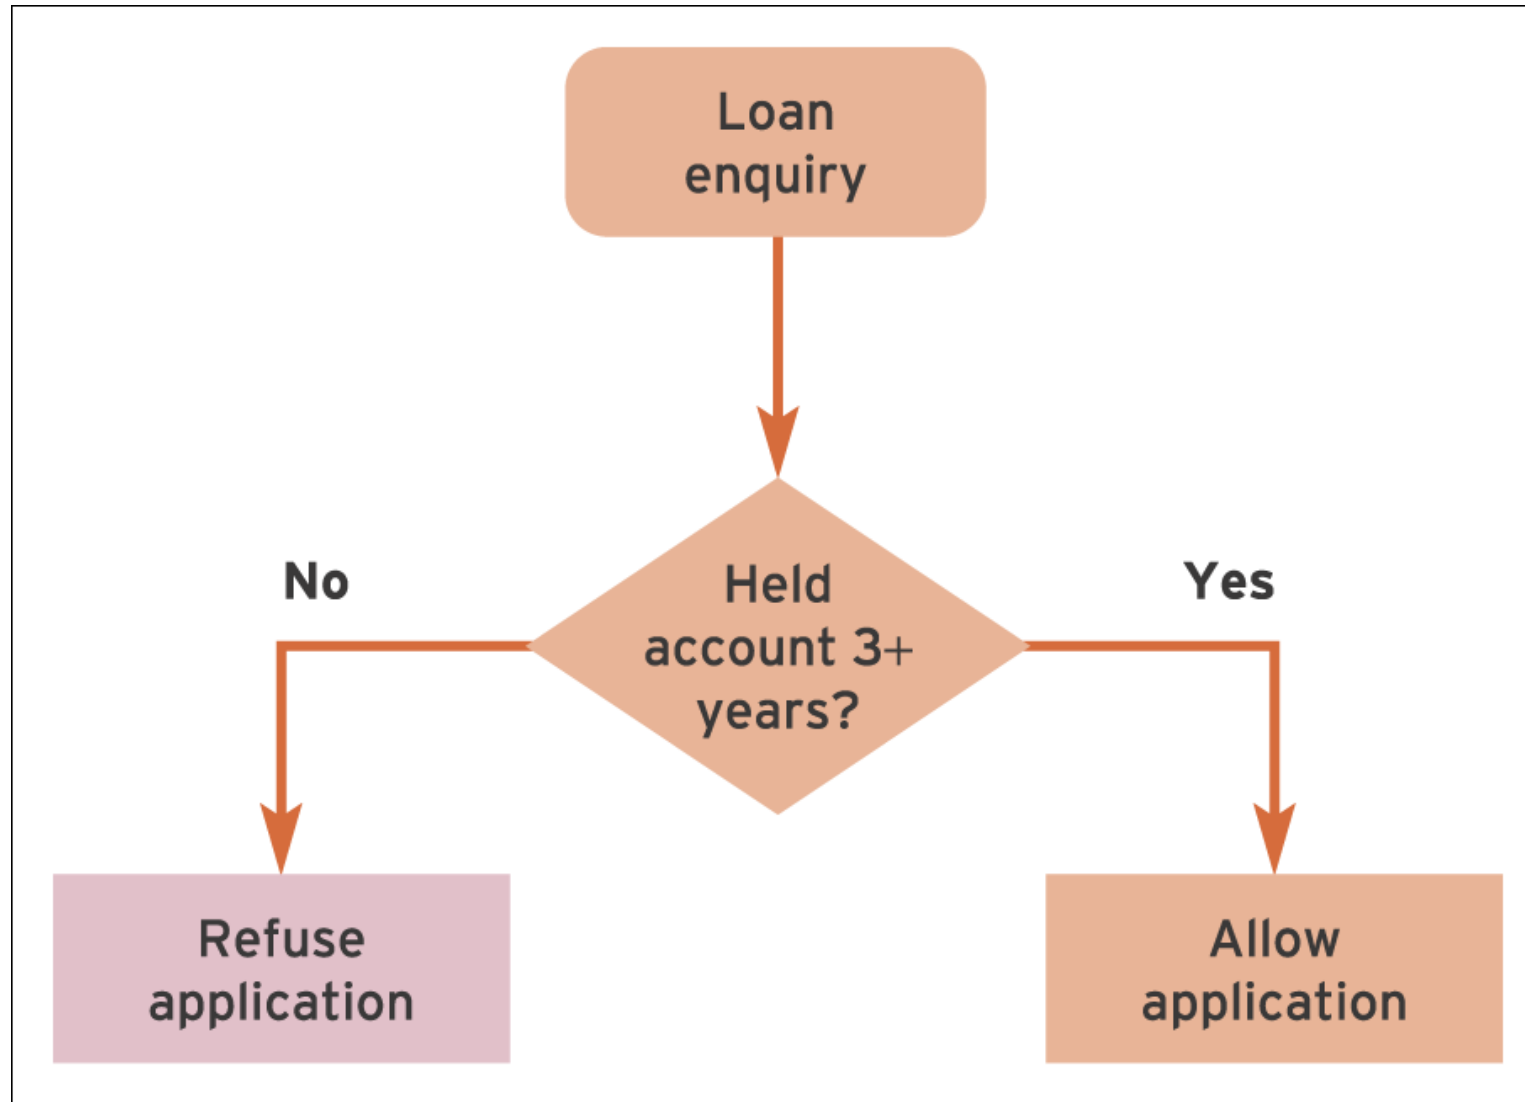 Loan
enquiry
No
Yes
Held
account 3+
years?
Refuse
application
Allow
application